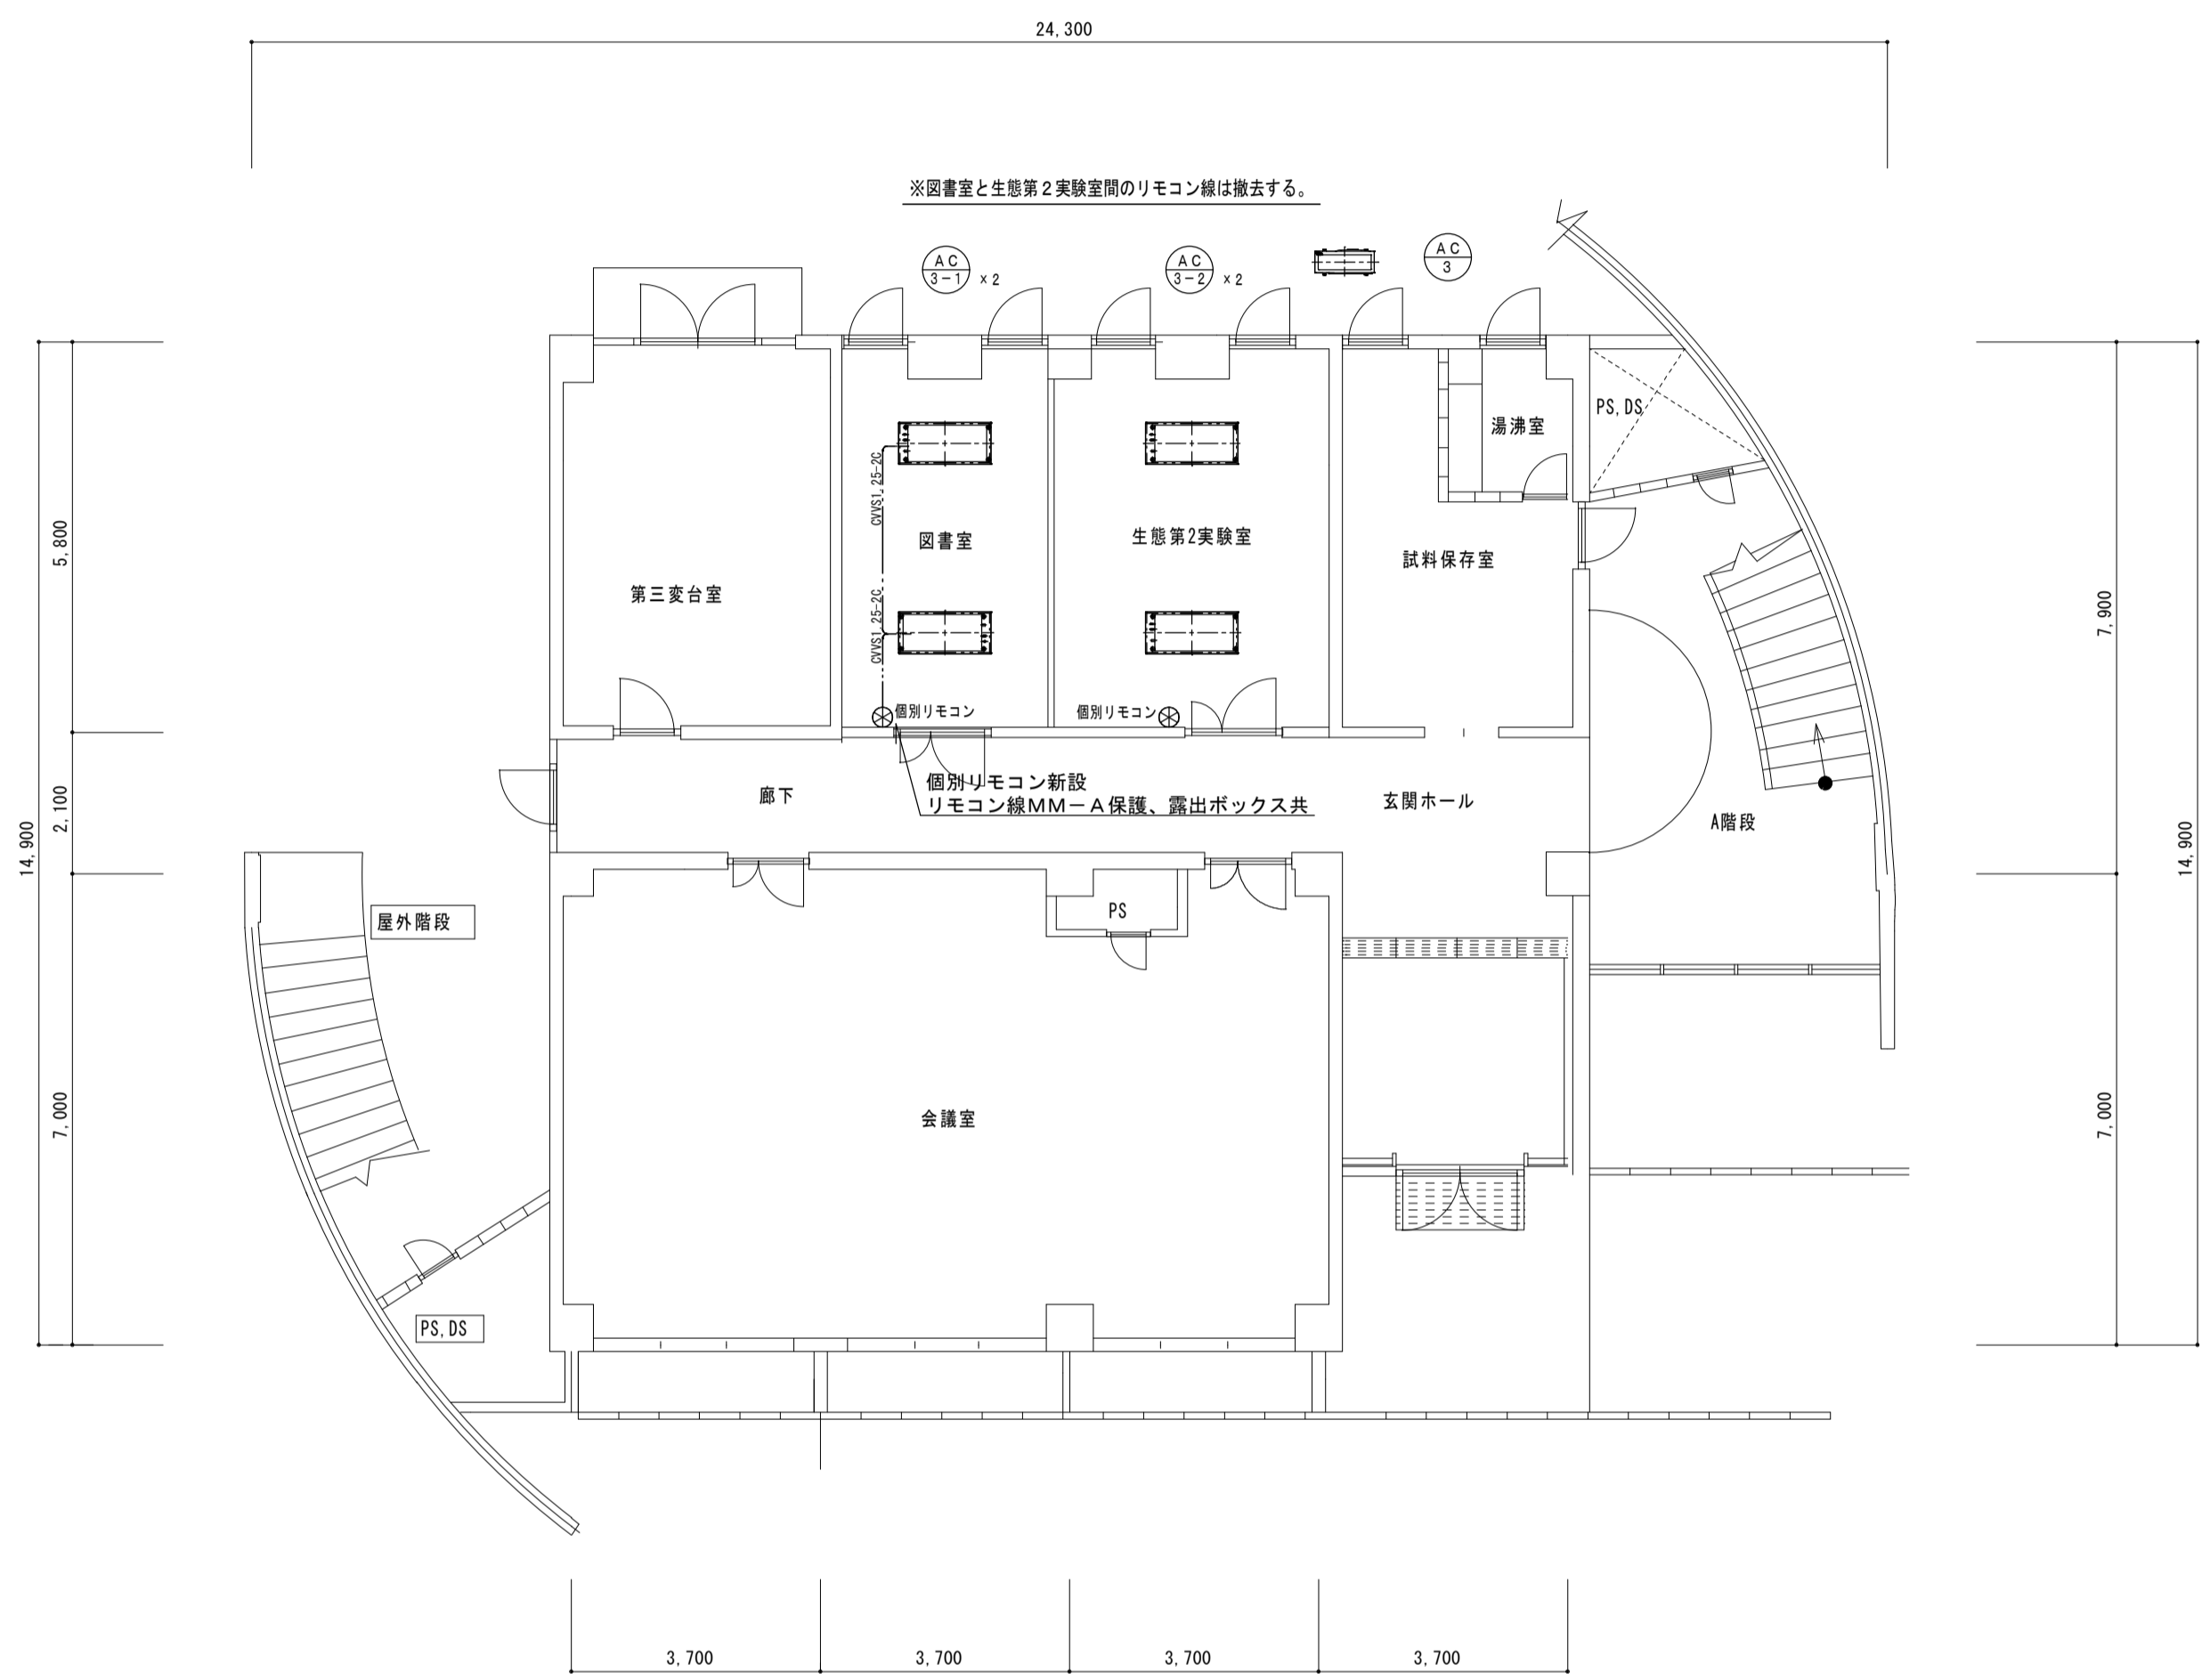 24,300
※図書室と生態第２実験室間のリモコン線は撤去する。
ＡＣ
3－1
×2
ＡＣ
3－2
×2
ＡＣ
3
PS,DS
湯沸室
CVVS1.25-2C
図書室
生態第2実験室
試料保存室
第三変台室
CVVS1.25-2C
個別リモコン
個別リモコン
個別リモコン新設
リモコン線ＭＭ－Ａ保護、露出ボックス共
廊下
玄関ホール
A階段
屋外階段
PS
会議室
PS,DS
5,800
2,100
7,000
14,900
7,900
7,000
14,900
3,700
3,700
3,700
3,700